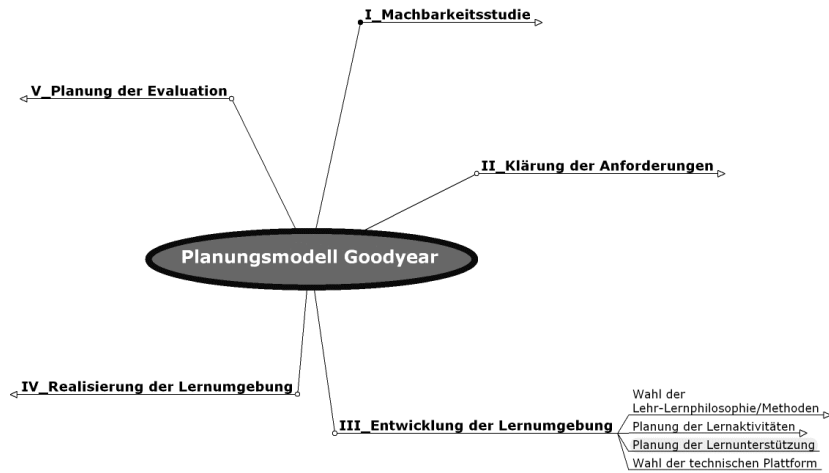 I_Machbarkeitsstudie
V_Planung der Evaluation
II_Klärung der Anforderungen
Planungsmodell Goodyear
IV_Realisierung der Lernumgebung
III_Entwicklung der Lernumgebung
Wahl der
Lehr-Lernphilosophie/Methoden
Planung der Lernaktivitäten
Planung der Lernunterstützung
Wahl der technischen Plattform